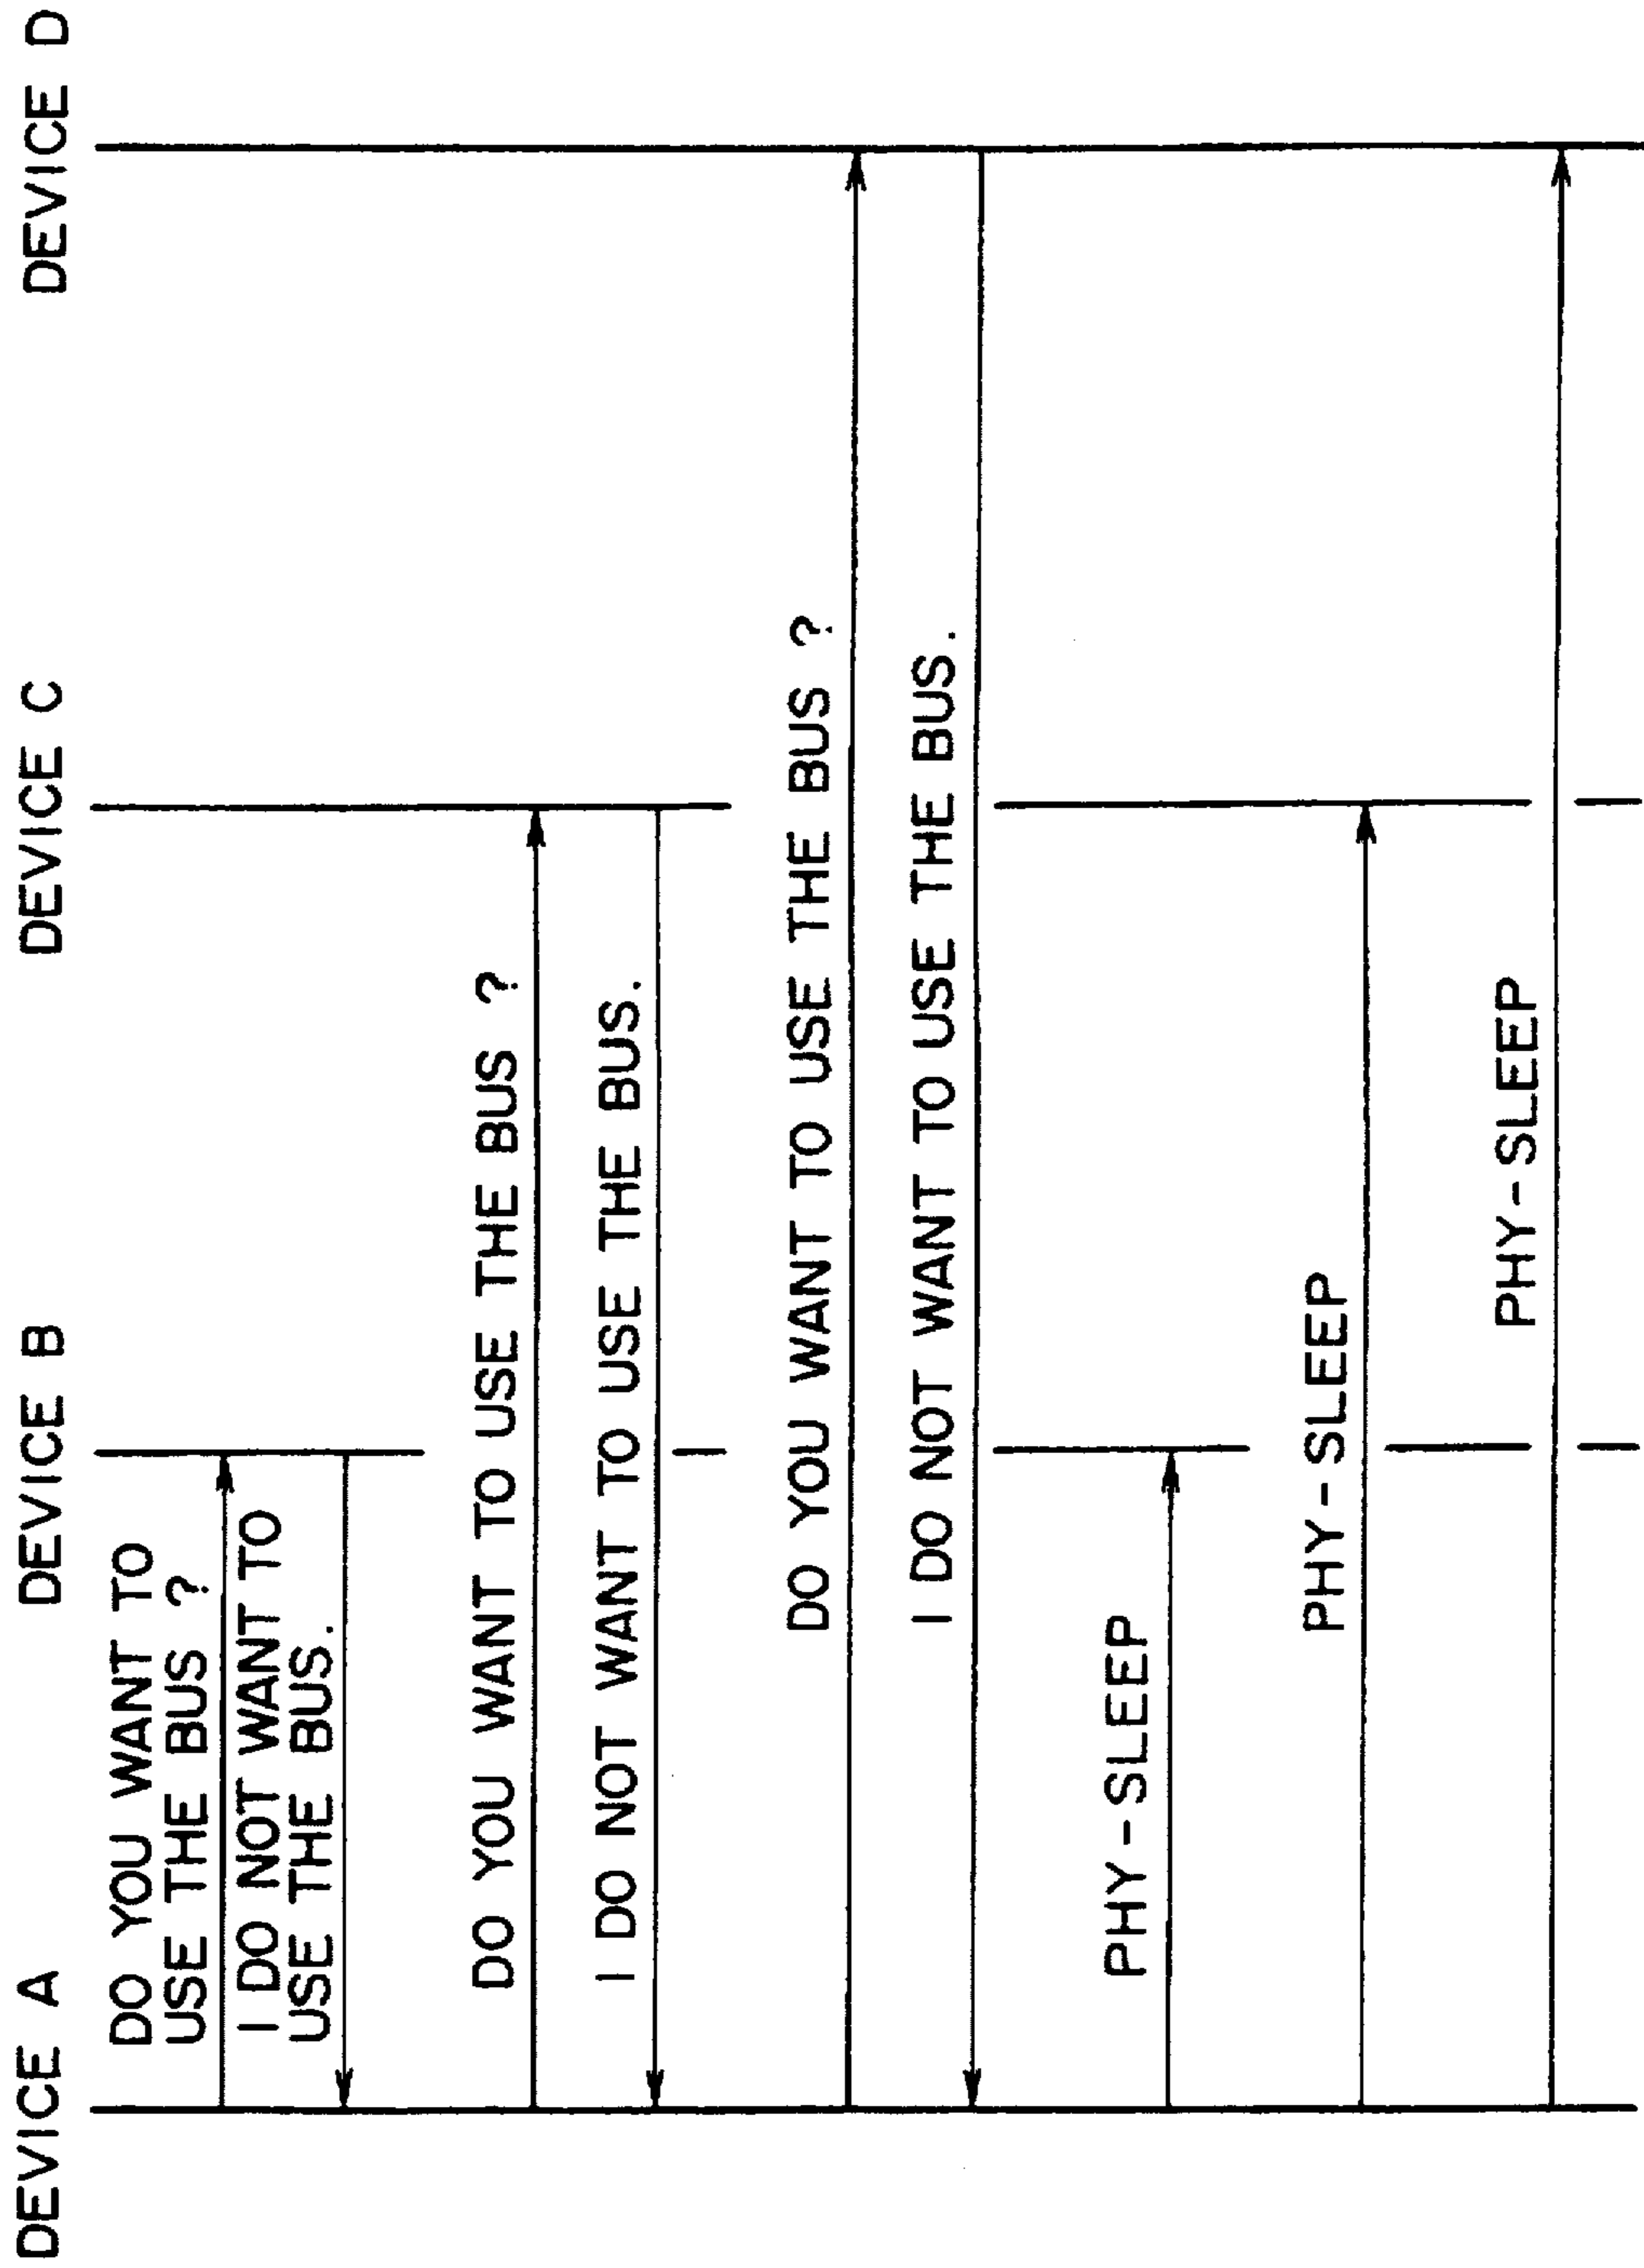 DEVICE A
DEVICE B
DEVICE C
DEVICE D
DO YOU WANT TO
USE THE BUS ?
I DO NOT WANT TO
USE THE BUS.
DO YOU WANT TO USE THE BUS ?
I DO NOT WANT TO USE THE BUS.
DO YOU WANT TO USE THE BUS ?
I DO NOT WANT TO USE THE BUS.
PHY-SLEEP
PHY-SLEEP
PHY-SLEEP